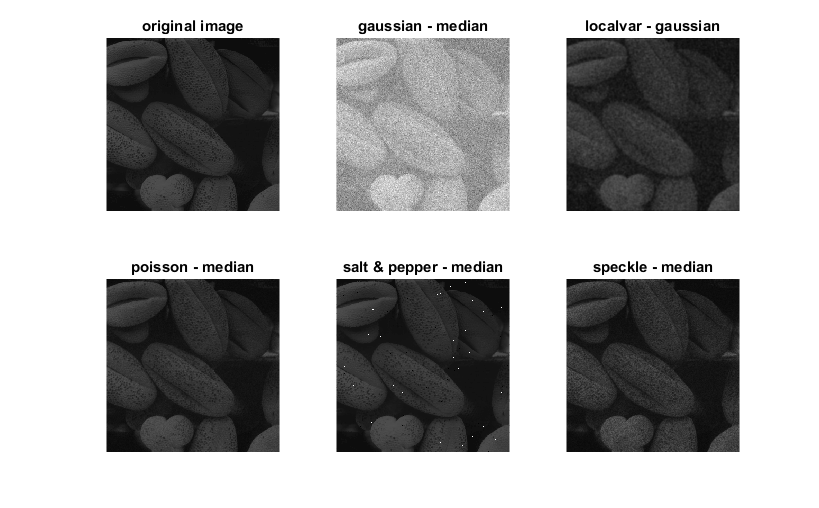 original image
gaussian - median
localvar - gaussian
poisson - median
salt & pepper - median
speckle - median